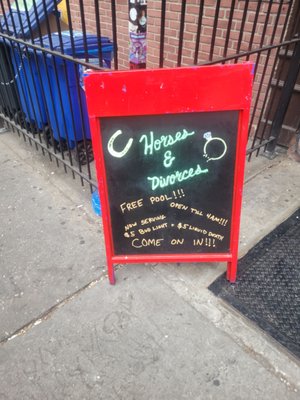 Horses
&
Divorces
FREE POOL!!!
OPEN TILL 4AM!!!
NOW SERVING
$5 BUD LIGHT + $5 LIQUID DEATH
COME ON IN!!!